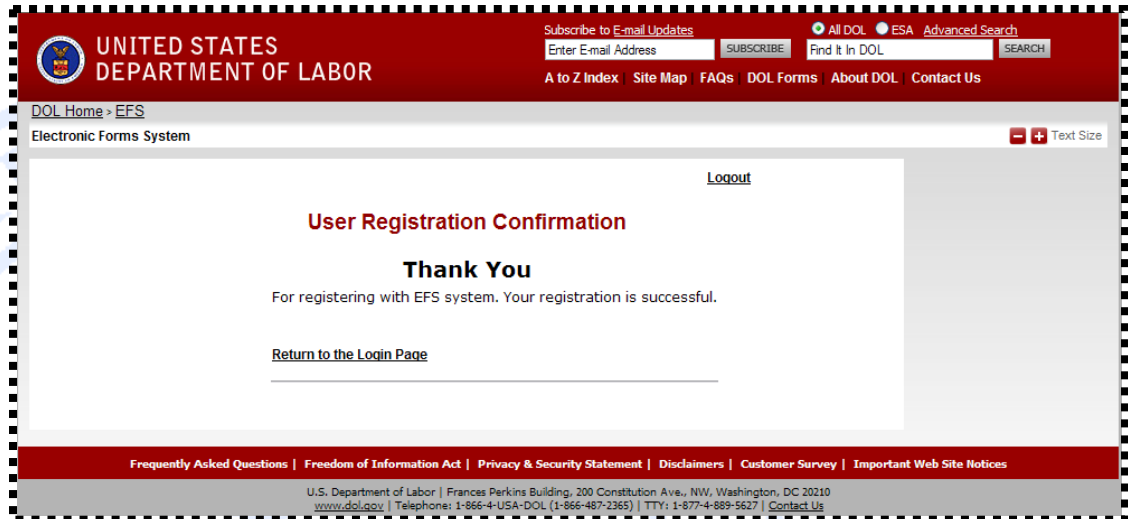 UNITED STATES
DEPARTMENT OF LABOR
Subscribe to E-mail Updates
Enter E-mail Address SUBSCRIBE
All DOL ESA Advanced Search
Find It In DOL SEARCH
A to Z Index | Site Map | FAQs | DOL Forms | About DOL | Contact Us
DOL Home > EFS
Electronic Forms System
Text Size
Logout
User Registration Confirmation
Thank You
For registering with EFS system. Your registration is successful.
Return to the Login Page
Frequently Asked Questions | Freedom of Information Act | Privacy & Security Statement | Disclaimers | Customer Survey | Important Web Site Notices
U.S. Department of Labor | Frances Perkins Building, 200 Constitution Ave., NW, Washington, DC 20210
www.dol.gov | Telephone: 1-866-4-USA-DOL (1-866-487-2365) | TTY: 1-877-4-889-5627 | Contact Us